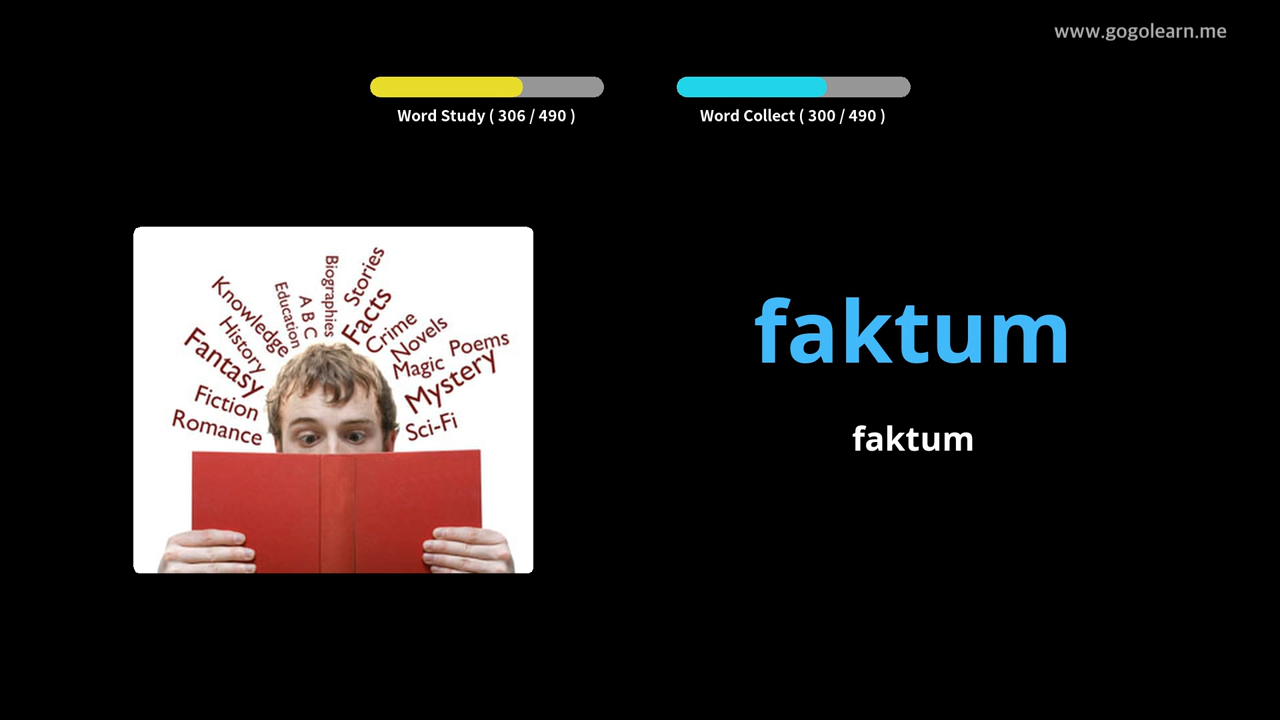 www.gogolearn.me
Word Study ( 306 / 490 )
Word Collect ( 300 / 490 )
faktum
faktum
Biographies
Stories
Education
A B C
Facts
Knowledge
History
Crime
Novels
Fantasy
Magic
Poems
Mystery
Fiction
Romance
Sci-Fi